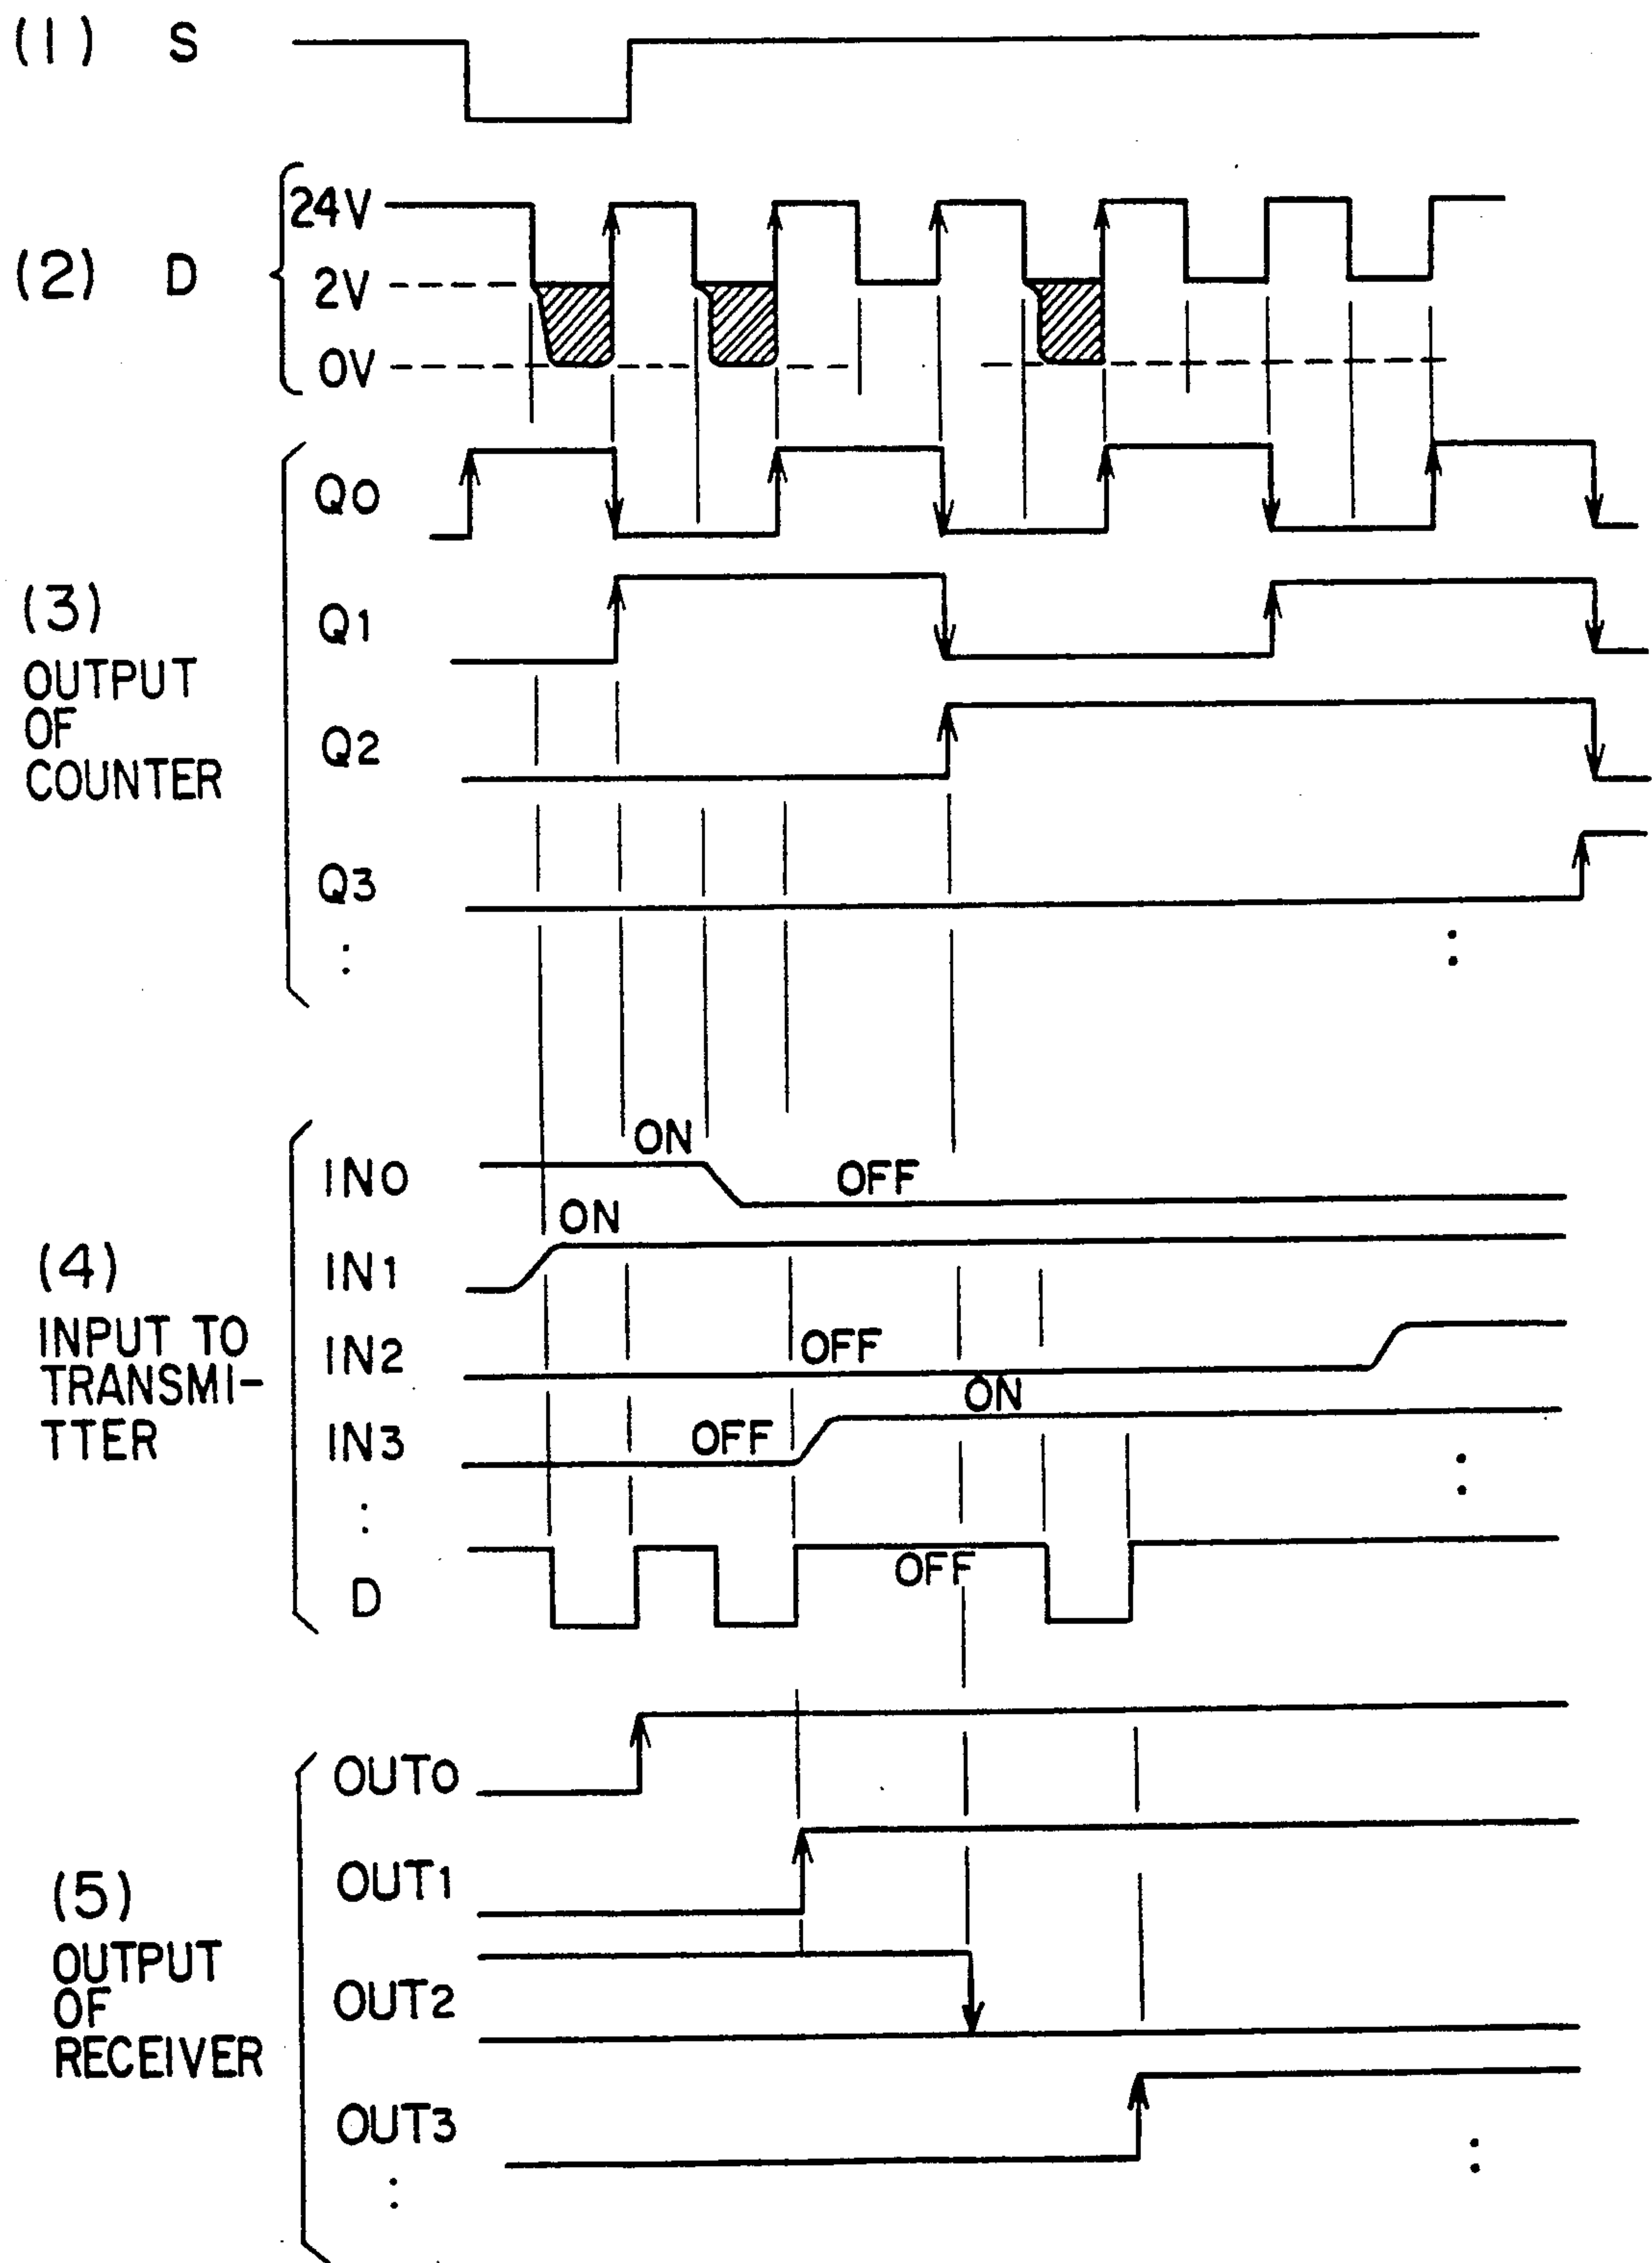 (1) S
(2) D
24V
2V
0V
(3)
OUTPUT
OF
COUNTER
Q0
Q1
Q2
Q3
:
:
(4)
INPUT TO
TRANSMI-
TTER
IN0
ON
OFF
IN1
ON
IN2
OFF
IN3
OFF
ON
:
:
D
OFF
(5)
OUTPUT
OF
RECEIVER
OUT0
OUT1
OUT2
OUT3
:
: